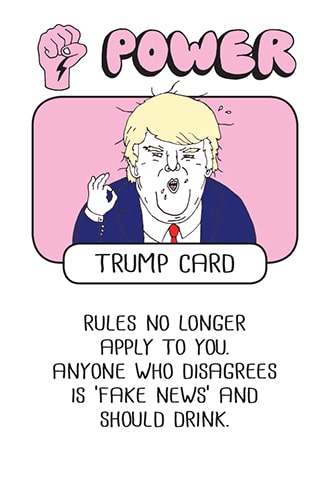 POWER
TRUMP CARD
RULES NO LONGER
APPLY TO YOU.
ANYONE WHO DISAGREES
IS 'FAKE NEWS' AND
SHOULD DRINK.